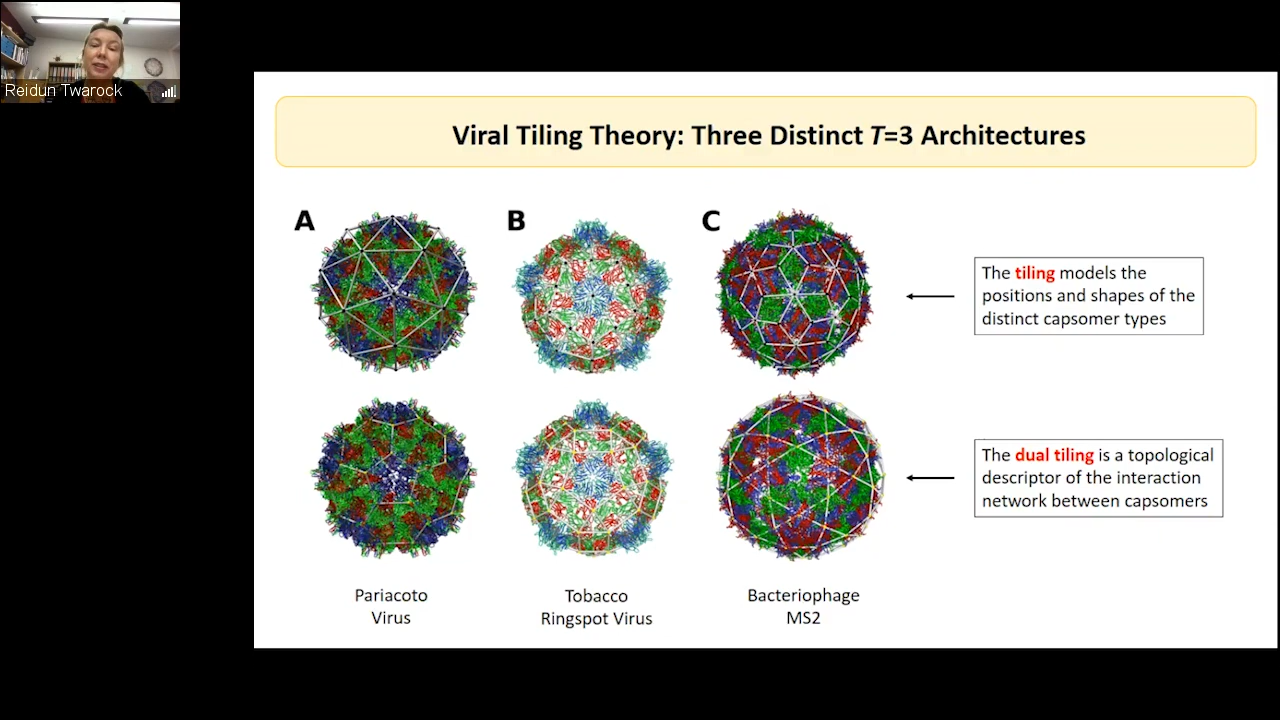 Reidun Twarock
Viral Tiling Theory: Three Distinct T=3 Architectures
A
B
C
The tiling models the
positions and shapes of the
distinct capsomer types
The dual tiling is a topological
descriptor of the interaction
network between capsomers
Pariacoto
Virus
Tobacco
Ringspot Virus
Bacteriophage
MS2